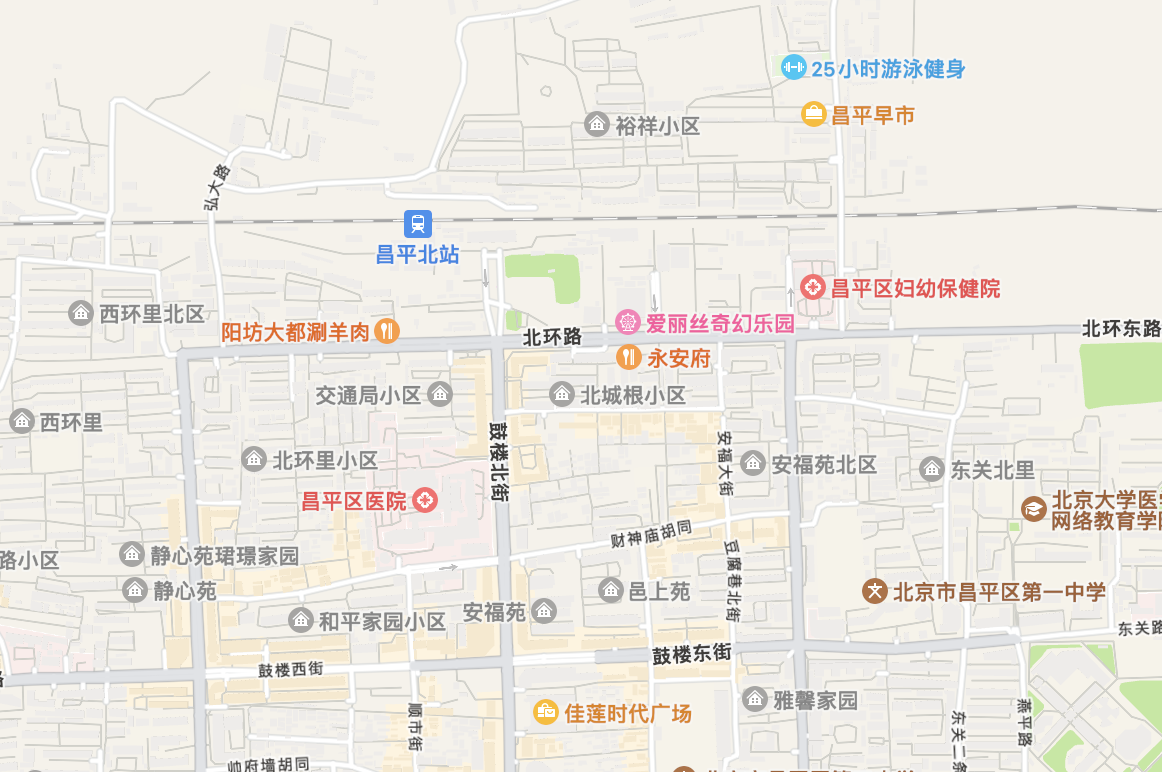 25小时游泳健身
昌平早市
裕祥小区
弘大路
昌平北站
昌平区妇幼保健院
西环里北区
爱丽丝奇幻乐园
阳坊大都涮羊肉
北环路
北环东路
永安府
交通局小区
北城根小区
西环里
鼓楼北街
安福大街
北环里小区
安福苑北区
东关北里
昌平区医院
北京大学医
网络教育学
财神庙胡同
静心苑珺璟家园
路小区
豆腐巷北街
静心苑
邑上苑
北京市昌平区第一中学
安福苑
和平家园小区
东关路
鼓楼东街
鼓楼西街
路
雅馨家园
佳莲时代广场
顺市街
燕平路
东关二条
帅府墙胡同